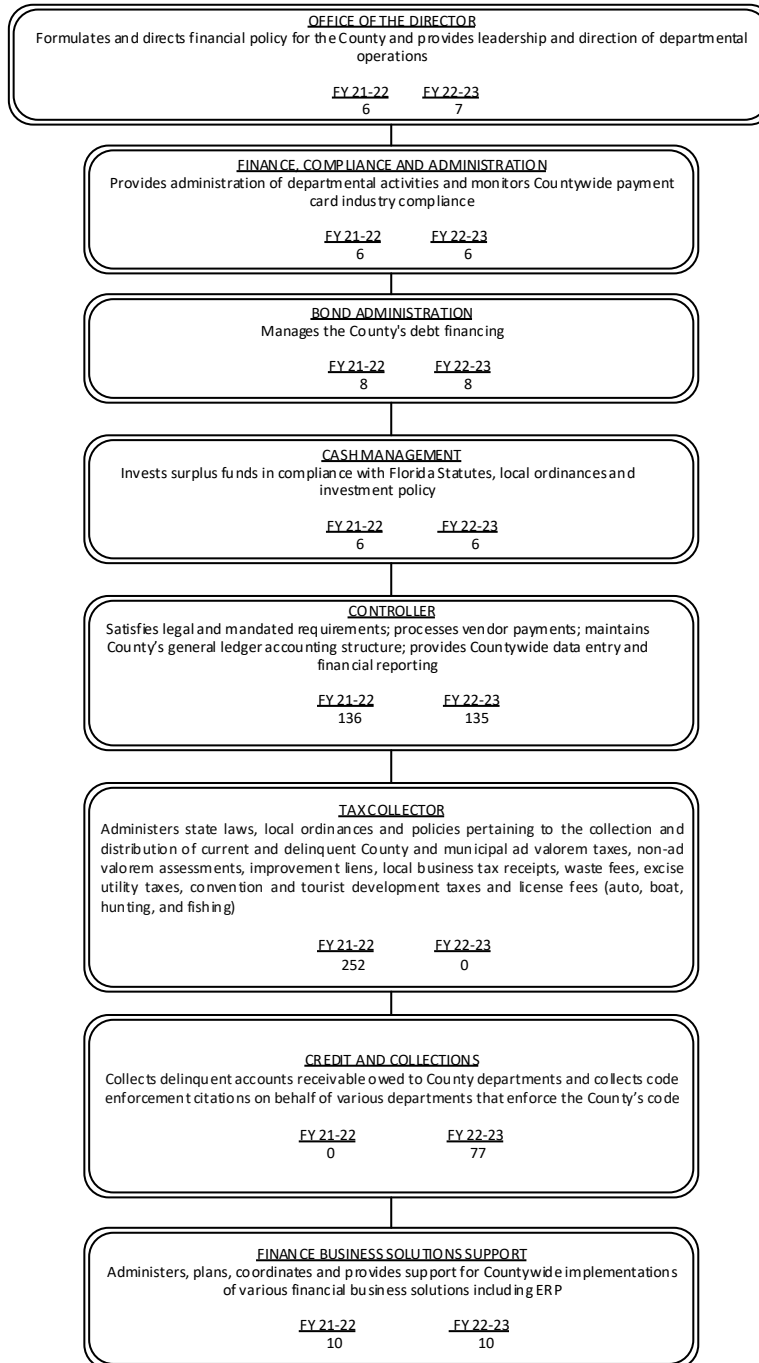 OFFICE OF THE DIRECTOR
Formulates and directs financial policy for the County and provides leadership and direction of departmental
operations
FY 21-22 FY 22-23
6 7
FINANCE, COMPLIANCE AND ADMINISTRATION
Provides administration of departmental activities and monitors Countywide payment
card industry compliance
FY 21-22 FY 22-23
6 6
BOND ADMINISTRATION
Manages the County's debt financing
FY 21-22 FY 22-23
8 8
CASH MANAGEMENT
Invests surplus funds in compliance with Florida Statutes, local ordinances and
investment policy
FY 21-22 FY 22-23
6 6
CONTROLLER
Satisfies legal and mandated requirements; processes vendor payments; maintains
County’s general ledger accounting structure; provides Countywide data entry and
financial reporting
FY 21-22 FY 22-23
136 135
TAX COLLECTOR
Administers state laws, local ordinances and policies pertaining to the collection and
distribution of current and delinquent County and municipal ad valorem taxes, non-ad
valorem assessments, improvement liens, local business tax receipts, waste fees, excise
utility taxes, convention and tourist development taxes and license fees (auto, boat,
hunting, and fishing)
FY 21-22 FY 22-23
252 0
CREDIT AND COLLECTIONS
Collects delinquent accounts receivable owed to County departments and collects code
enforcement citations on behalf of various departments that enforce the County’s code
FY 21-22 FY 22-23
0 77
FINANCE BUSINESS SOLUTIONS SUPPORT
Administers, plans, coordinates and provides support for Countywide implementations
of various financial business solutions including ERP
FY 21-22 FY 22-23
10 10